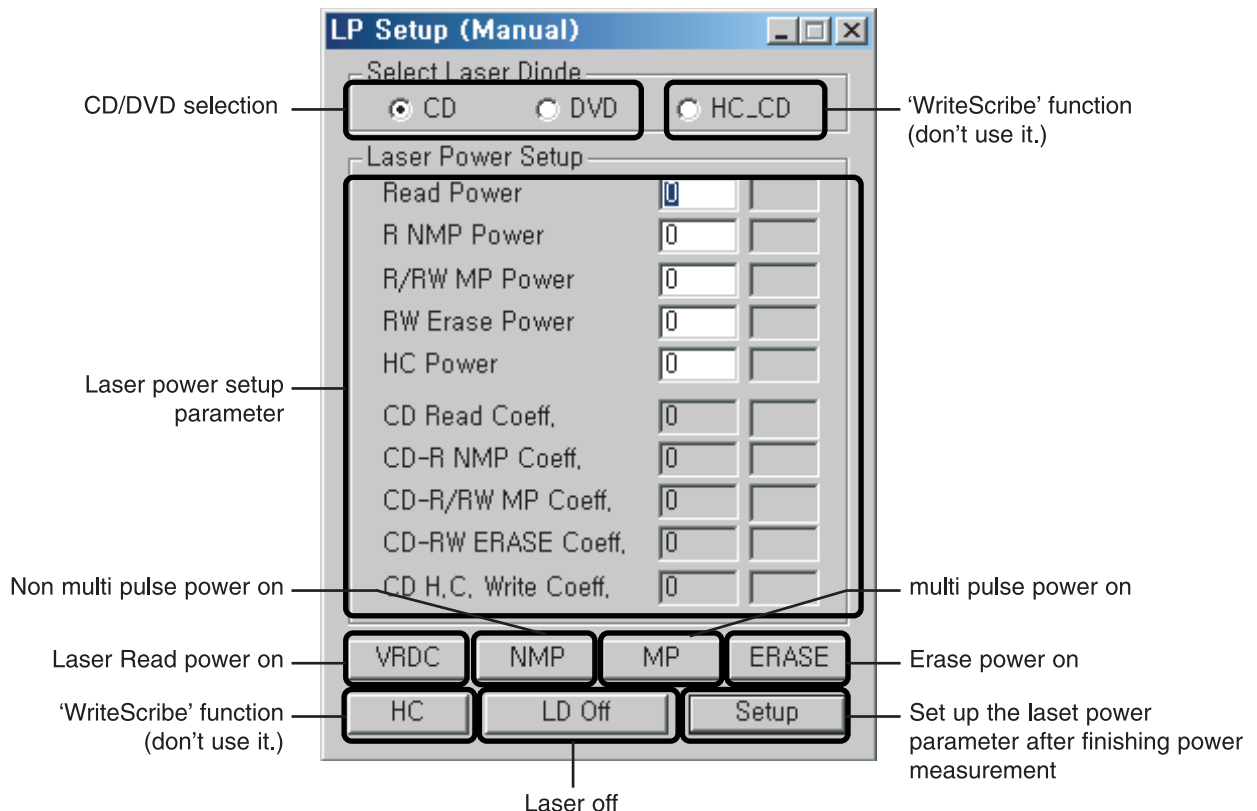 LP Setup (Manual)
Select Laser Diode
CD/DVD selection
CD
DVD
HC_CD
'WriteScribe' function
(don't use it.)
Laser Power Setup
Read Power 0
R NMP Power 0
R/RW MP Power 0
RW Erase Power 0
HC Power 0
Laser power setup
parameter
CD Read Coeff, 0
CD-R NMP Coeff, 0
CD-R/RW MP Coeff, 0
CD-RW ERASE Coeff, 0
CD H,C, Write Coeff, 0
Non multi pulse power on
multi pulse power on
Laser Read power on
VRDC
NMP
MP
ERASE
Erase power on
'WriteScribe' function
(don't use it.)
HC
LD Off
Setup
Set up the laset power
parameter after finishing power
measurement
Laser off